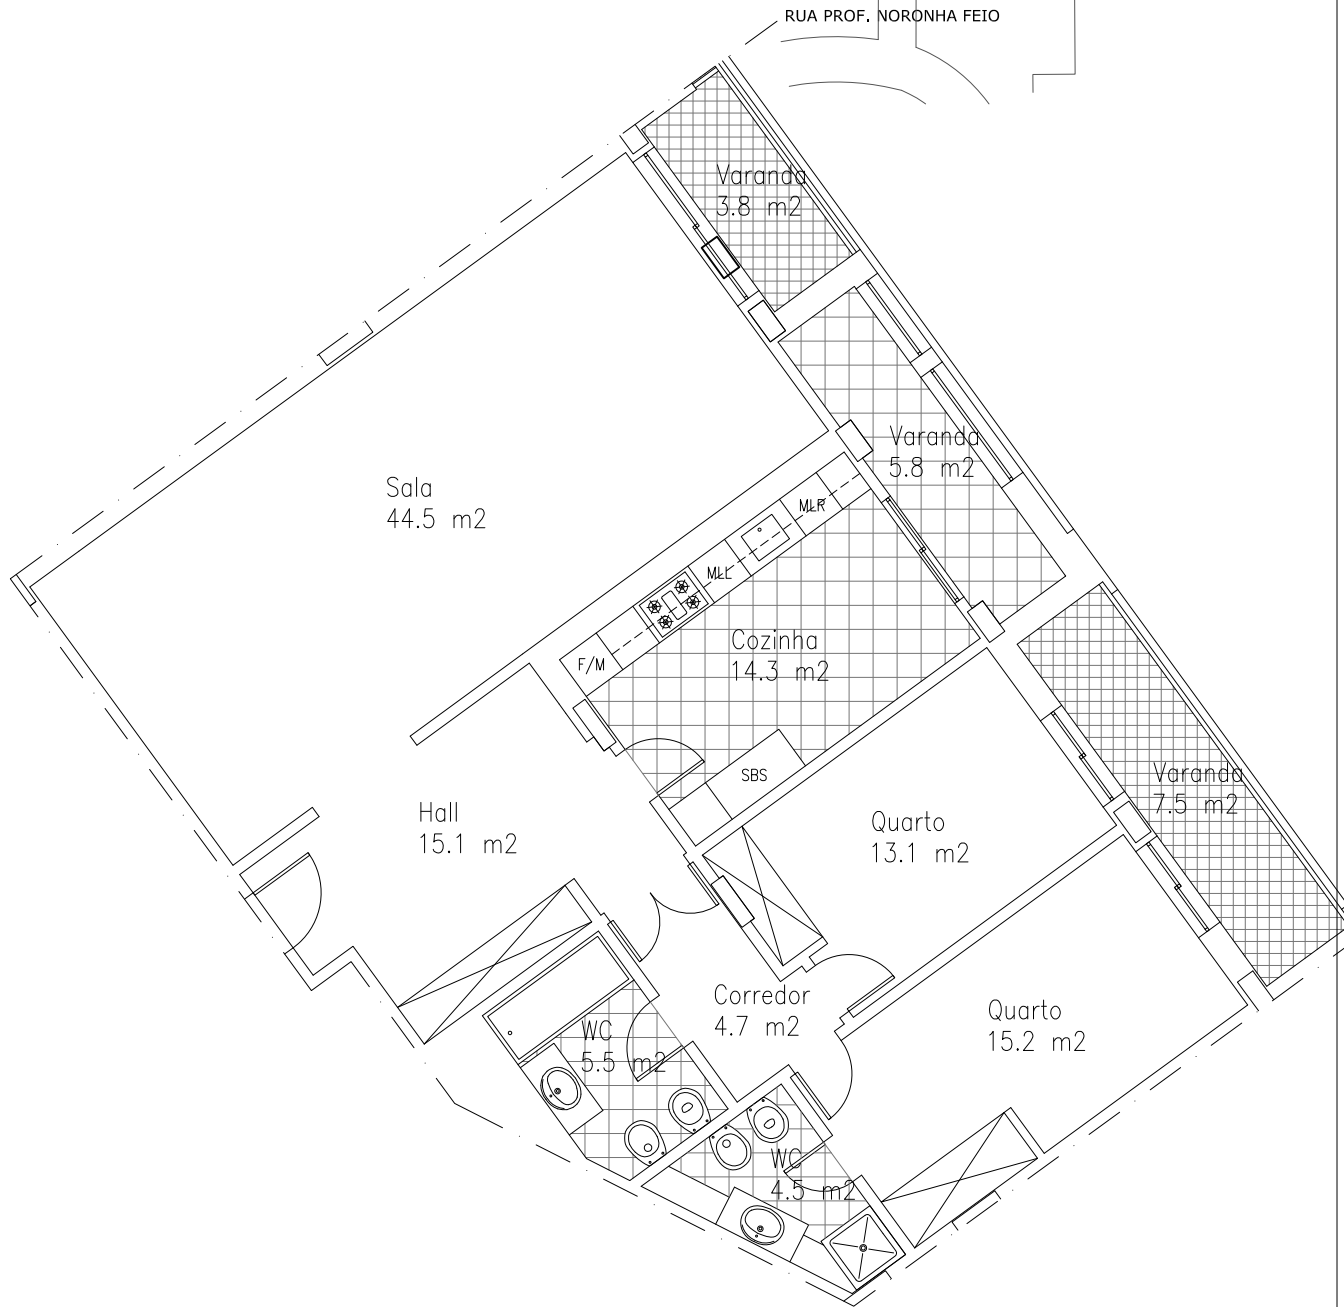 RUA PROF. NORONHA FEIO
Varanda
3.8 m2
Varanda
5.8 m2
Sala
44.5 m2
MLR
MLL
F/M
Cozinha
14.3 m2
SBS
Varanda
7.5 m2
Hall
15.1 m2
Quarto
13.1 m2
Corredor
4.7 m2
Quarto
15.2 m2
WC
5.5 m2
WC
4.5 m2